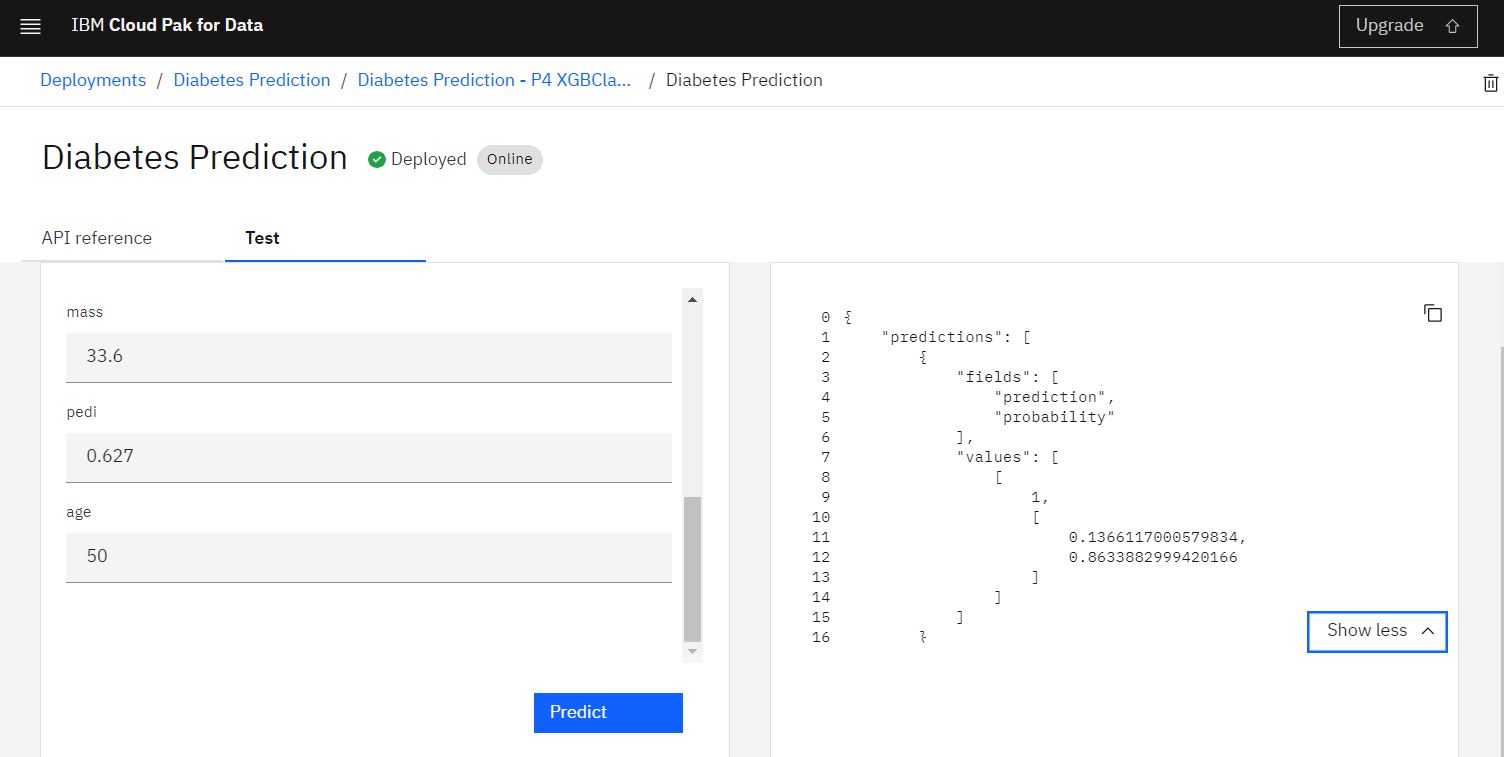 IBM Cloud Pak for Data
Upgrade
Deployments / Diabetes Prediction / Diabetes Prediction - P4 XGBCla... / Diabetes Prediction
Diabetes Prediction
Deployed
Online
API reference
Test
mass
33.6
pedi
0.627
age
50
Predict
0 {
1 "predictions": [
2 {
3 "fields": [
4 "prediction",
5 "probability"
6 ],
7 "values": [
8 [
9 1,
10 [
11 0.1366117000579834,
12 0.8633882999420166
13 ]
14 ]
15 ]
16 }
Show less